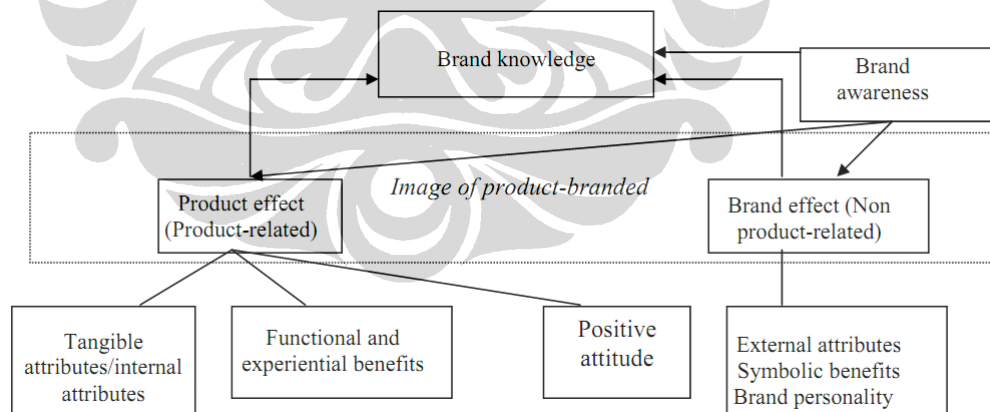 Brand knowledge
Brand
awareness
Image of product-branded
Product effect
(Product-related)
Brand effect (Non
product-related)
Tangible
attributes/internal
attributes
Functional and
experiential benefits
Positive
attitude
External attributes
Symbolic benefits
Brand personality